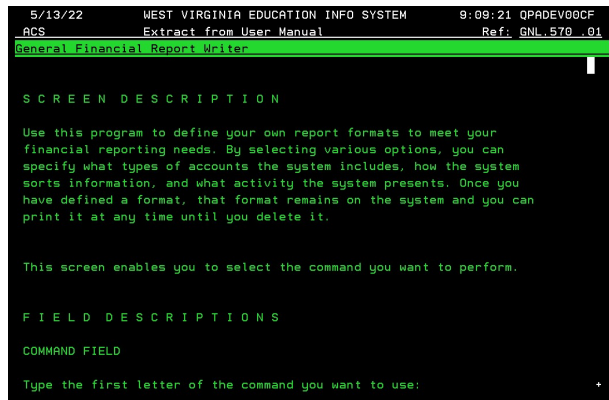 5/13/22 WEST VIRGINIA EDUCATION INFO SYSTEM 9:09:21 QPADEV00CF
ACS Extract from User Manual Ref: GNL.570 .01
General Financial Report Writer
S C R E E N D E S C R I P T I O N
Use this program to define your own report formats to meet your
financial reporting needs. By selecting various options, you can
specify what types of accounts the system includes, how the system
sorts information, and what activity the system presents. Once you
have defined a format, that format remains on the system and you can
print it at any time until you delete it.
This screen enables you to select the command you want to perform.
F I E L D D E S C R I P T I O N S
COMMAND FIELD
Type the first letter of the command you want to use: +